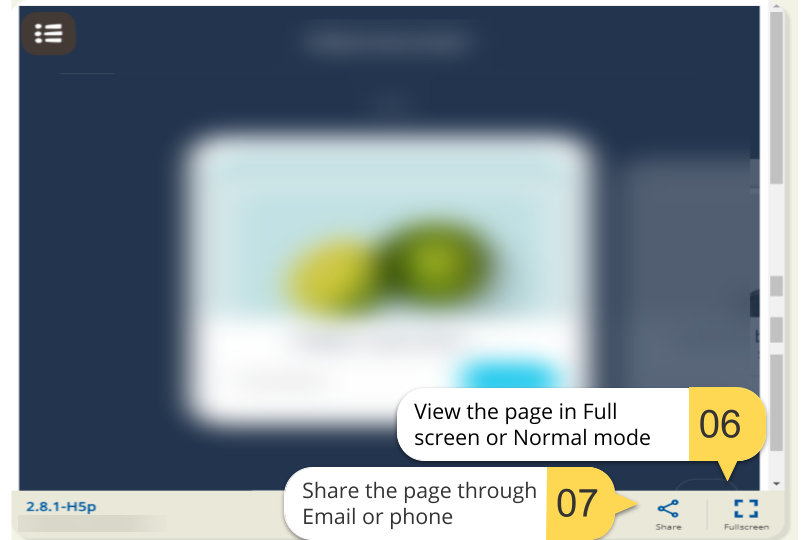 View the page in Full
screen or Normal mode
06
Share the page through
Email or phone
07
2.8.1-H5p
Share
Fullscreen